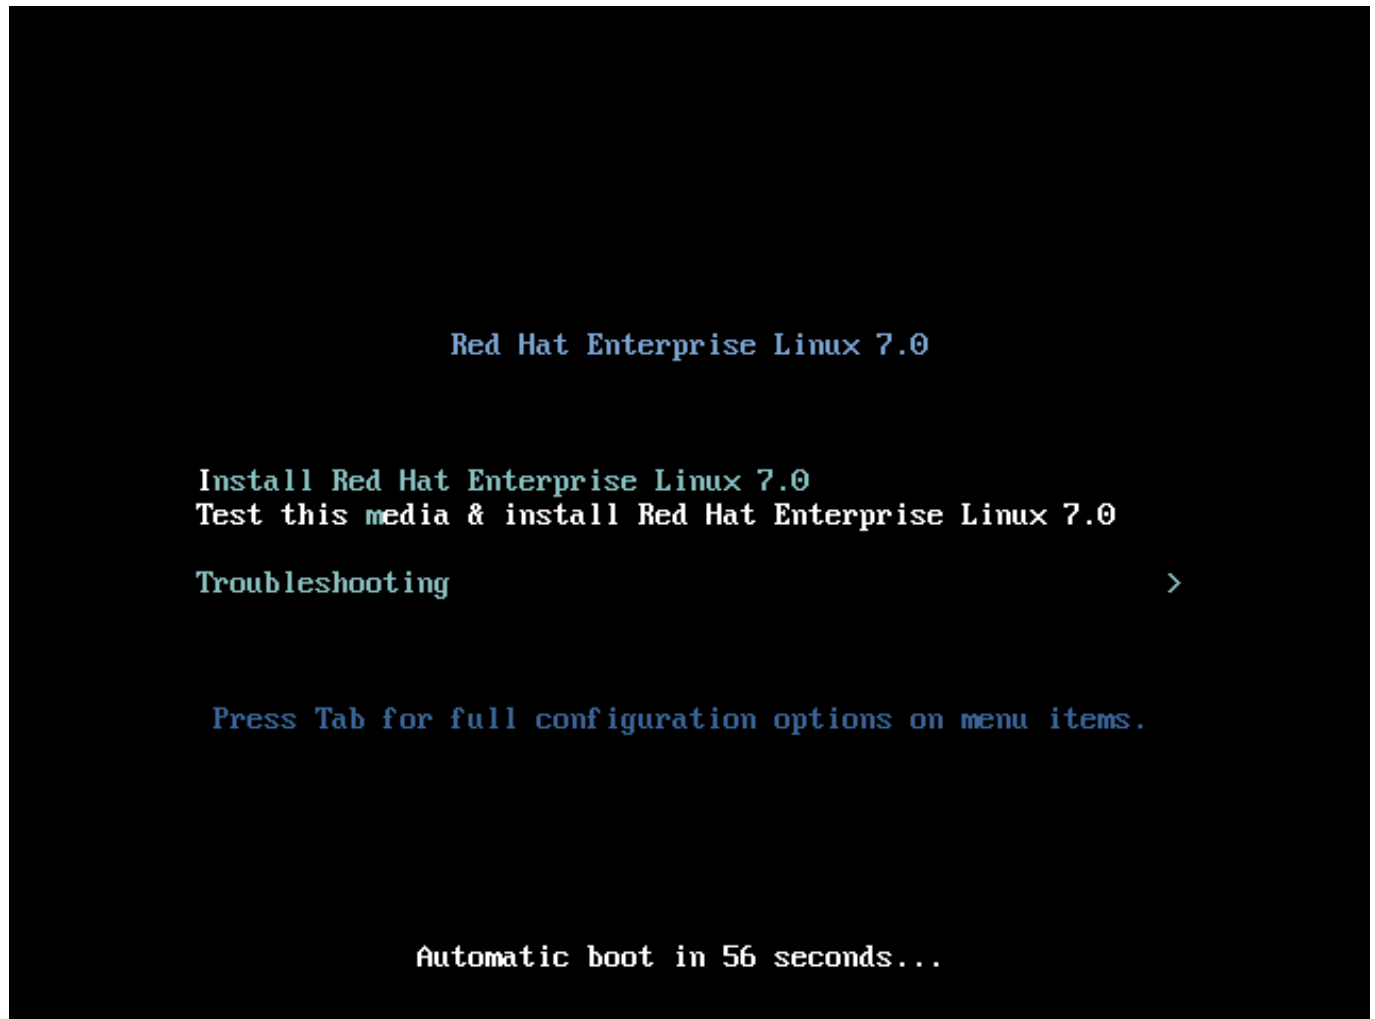 Red Hat Enterprise Linux 7.0
Install Red Hat Enterprise Linux 7.0
Test this media & install Red Hat Enterprise Linux 7.0
Troubleshooting >
Press Tab for full configuration options on menu items.
Automatic boot in 56 seconds...